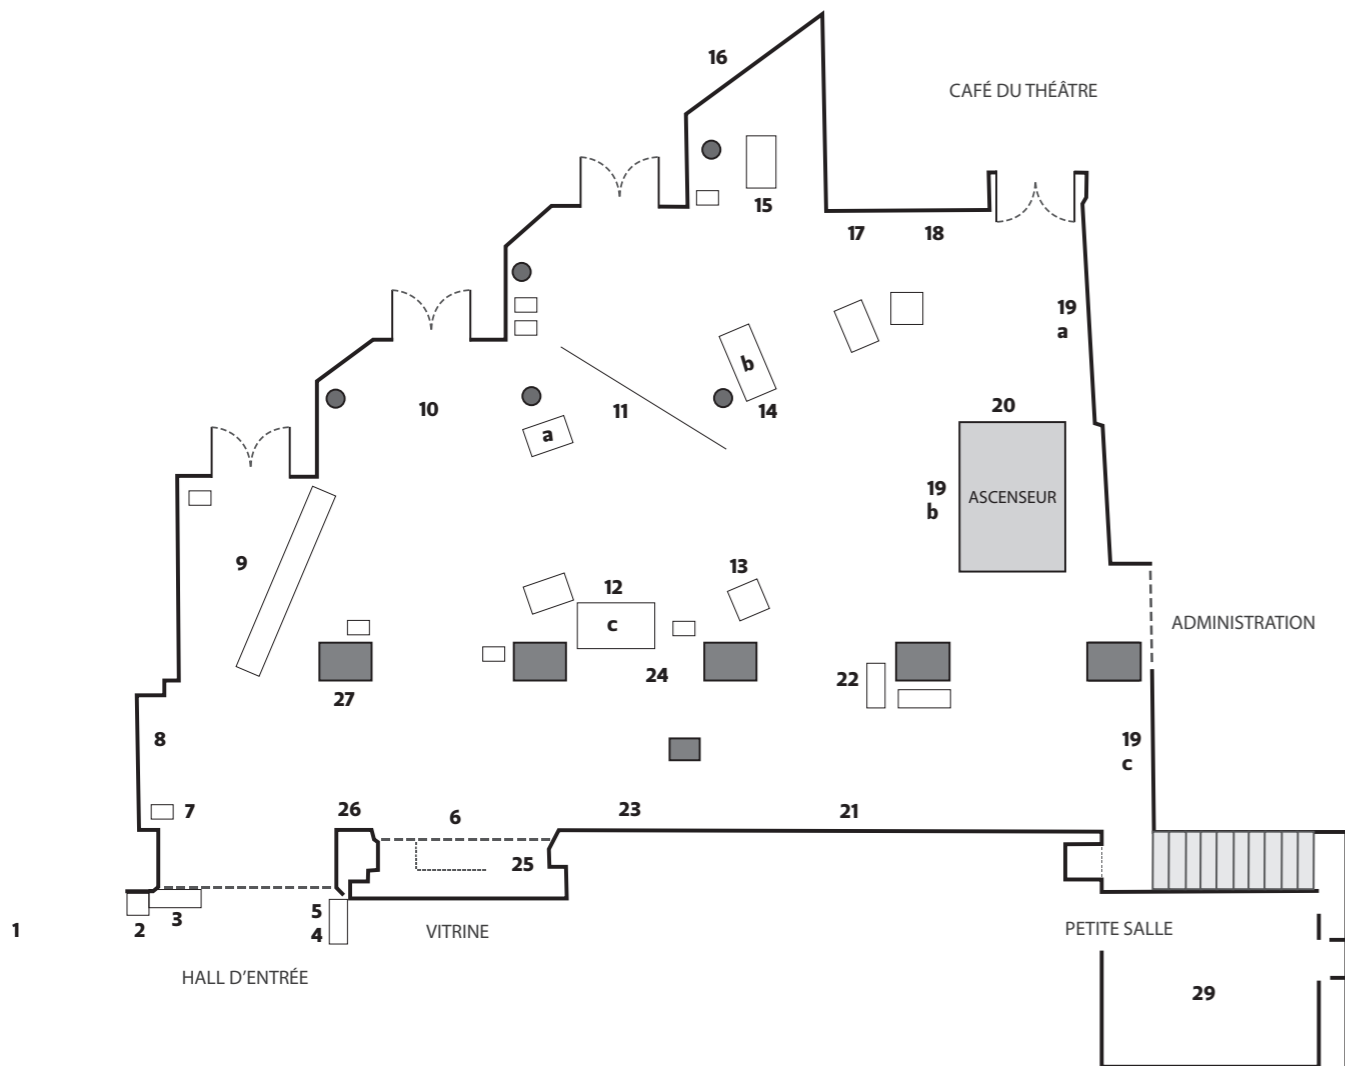 16
CAFÉ DU THÉÂTRE
15
17 18
19
a
b
10 11 14
20
a
19
b
ASCENSEUR
9
13
12
c
ADMINISTRATION
24
22
27
8
19
c
7
26
6
23
21
25
5
4
3
2
1
VITRINE
PETITE SALLE
HALL D’ENTRÉE
29